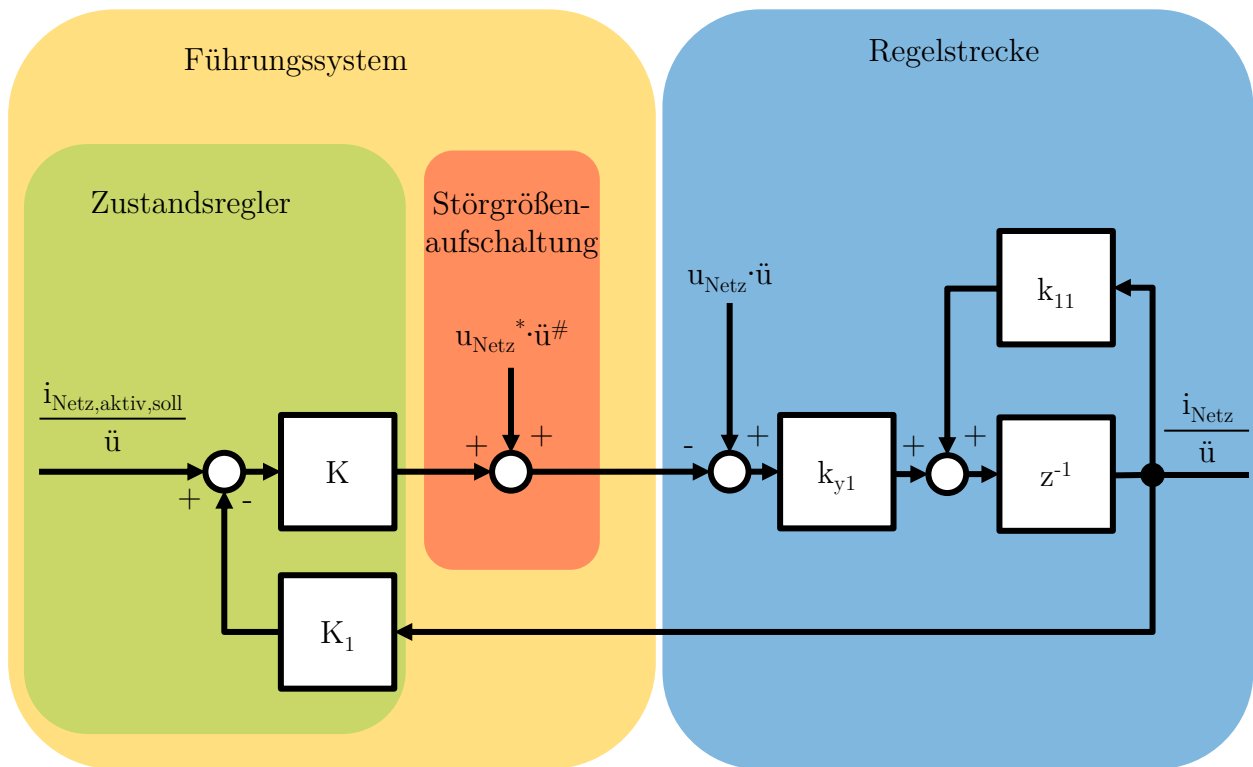 Führungssystem
Regelstrecke
Zustandsregler
Störgrößen-
aufschaltung
u_Netz·ü
k_11
u_Netz^*·ü^#
i_Netz,aktiv,soll
ü
+
-
K
+
+
-
+
k_y1
+
+
z^-1
i_Netz
ü
K_1